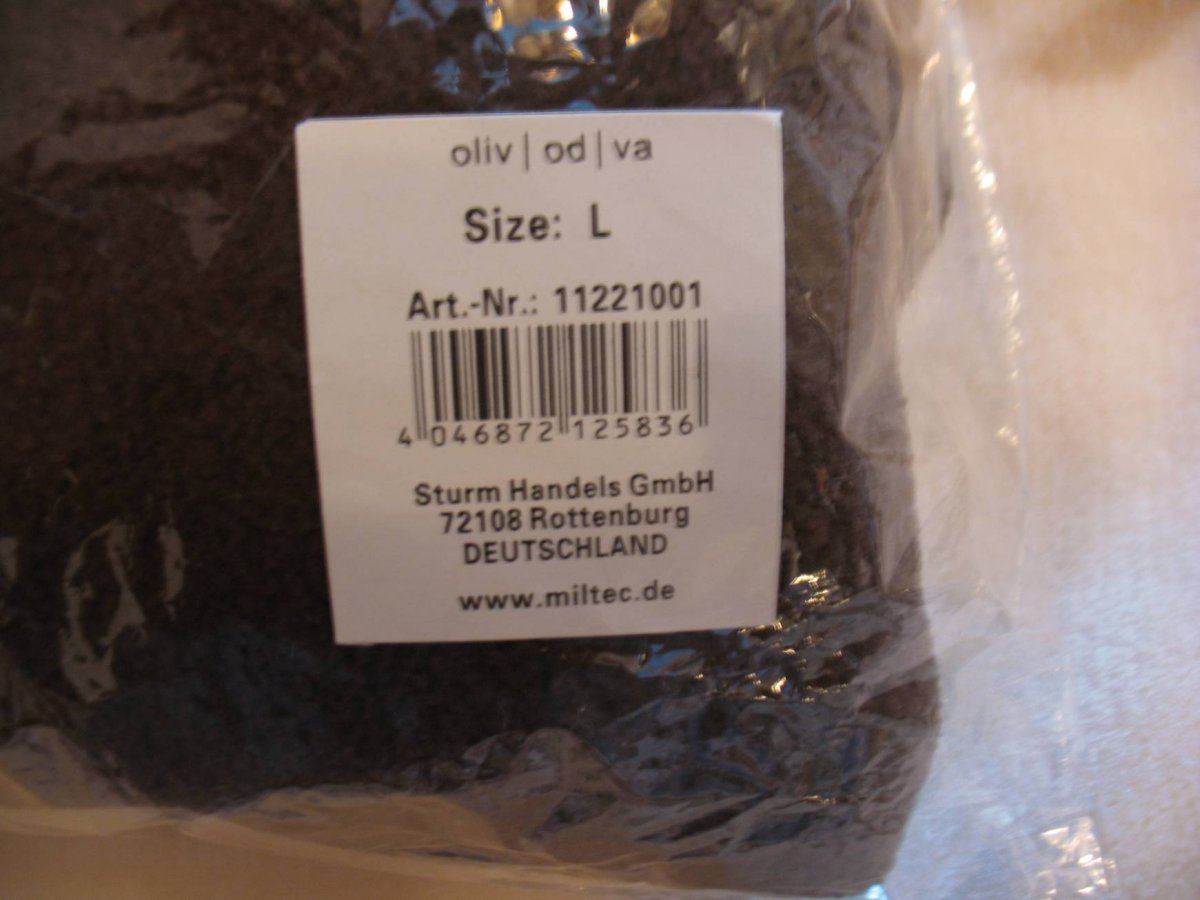 oliv | od | va
Size: L
Art.-Nr.: 11221001
4 046872 125836
Sturm Handels GmbH
72108 Rottenburg
DEUTSCHLAND
www.miltec.de